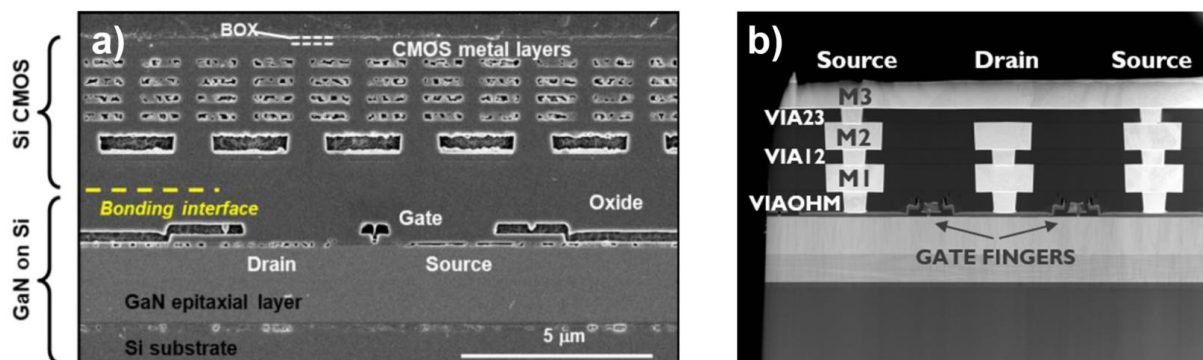 a)
BOX
CMOS metal layers
Si CMOS
Bonding interface
Oxide
Gate
GaN on Si
Drain
Source
GaN epitaxial layer
5 μm
Si substrate
b)
Source
Drain
Source
M3
VIA23
M2
VIA12
M1
VIAOHM
GATE FINGERS